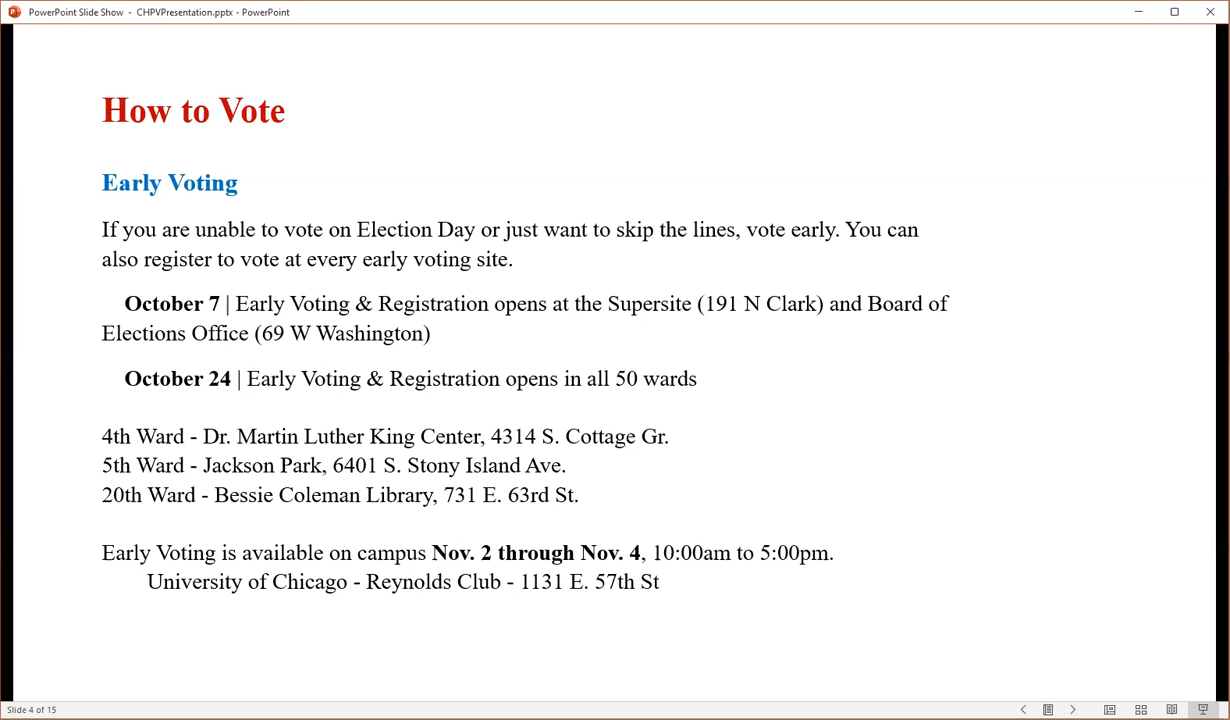 PowerPoint Slide Show - CHPVPresentation.pptx - PowerPoint
How to Vote
Early Voting
If you are unable to vote on Election Day or just want to skip the lines, vote early. You can
also register to vote at every early voting site.
October 7 | Early Voting & Registration opens at the Supersite (191 N Clark) and Board of
Elections Office (69 W Washington)
October 24 | Early Voting & Registration opens in all 50 wards
4th Ward - Dr. Martin Luther King Center, 4314 S. Cottage Gr.
5th Ward - Jackson Park, 6401 S. Stony Island Ave.
20th Ward - Bessie Coleman Library, 731 E. 63rd St.
Early Voting is available on campus Nov. 2 through Nov. 4, 10:00am to 5:00pm.
University of Chicago - Reynolds Club - 1131 E. 57th St
Slide 4 of 15